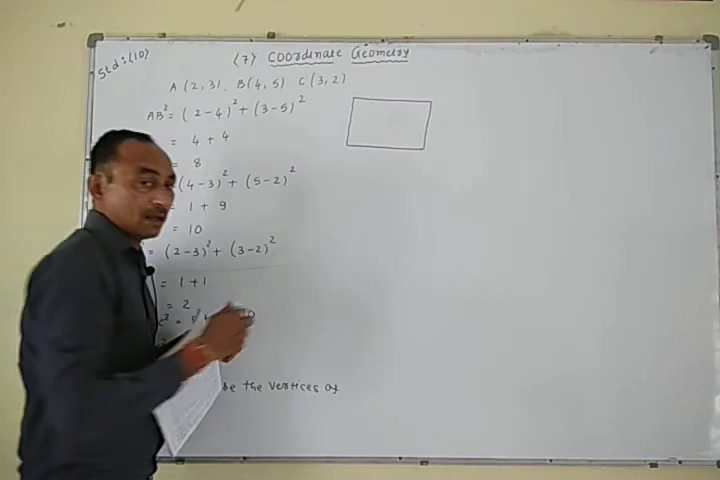 Std:(10)
(7) Coordinate Geometry
A (2, 3), B(4, 5) C (3, 2)
AB² = (2-4)² + (3-5)²
= 4 + 4
= 8
(4-3)² + (5-2)²
= 1 + 9
= 10
= (2-3)² + (3-2)²
= 1 + 1
= 2
be the vertices of